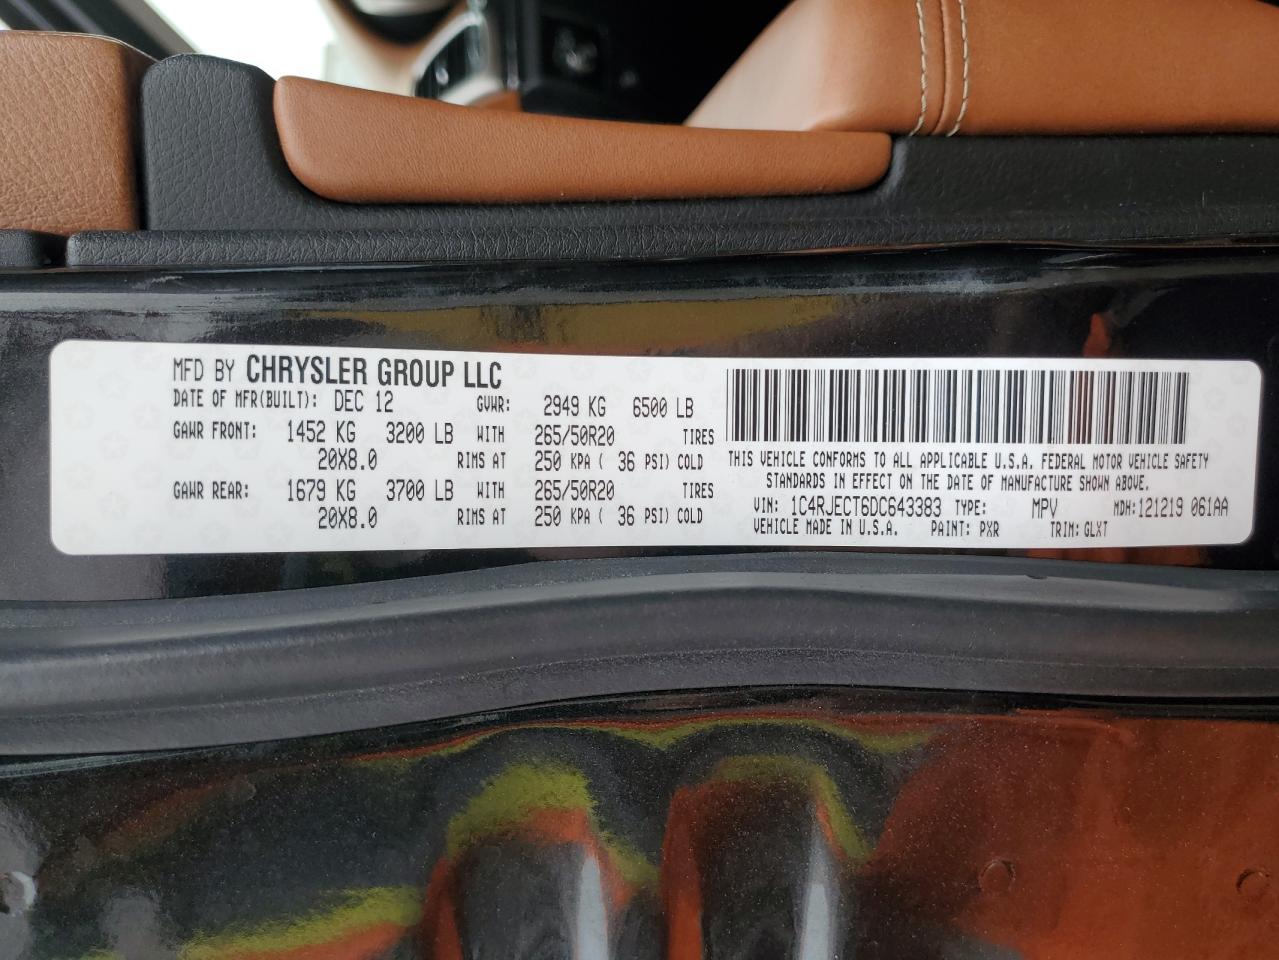 MFD BY CHRYSLER GROUP LLC
DATE OF MFR(BUILT): DEC 12 GVWR: 2949 KG 6500 LB
GAWR FRONT: 1452 KG 3200 LB WITH 265/50R20 TIRES
20X8.0 RIMS AT 250 KPA ( 36 PSI) COLD
GAWR REAR: 1679 KG 3700 LB WITH 265/50R20 TIRES
20X8.0 RIMS AT 250 KPA ( 36 PSI) COLD
THIS VEHICLE CONFORMS TO ALL APPLICABLE U.S.A. FEDERAL MOTOR VEHICLE SAFETY
STANDARDS IN EFFECT ON THE DATE OF MANUFACTURE SHOWN ABOVE.
VIN: 1C4RJECT6DC643383 TYPE: MPV MDH: 121219 061AA
VEHICLE MADE IN U.S.A. PAINT: PXR TRIM: GLXT